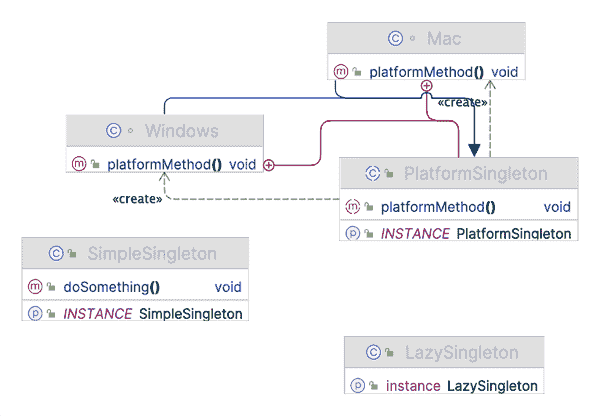 C Mac
m platformMethod() void
«create»
C Windows
m platformMethod() void
«create»
C PlatformSingleton
m platformMethod() void
p INSTANCE PlatformSingleton
C SimpleSingleton
m doSomething() void
p INSTANCE SimpleSingleton
C LazySingleton
p instance LazySingleton